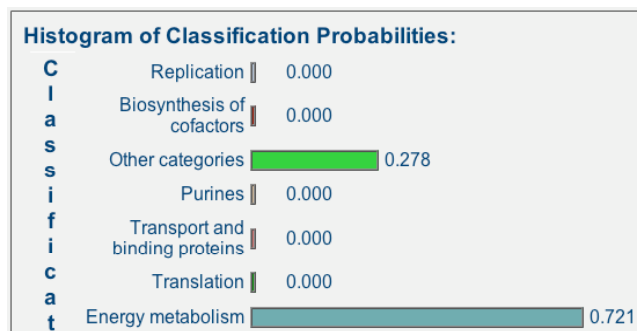 Histogram of Classification Probabilities:
Classificat
Replication 0.000
Biosynthesis of
cofactors 0.000
Other categories 0.278
Purines 0.000
Transport and
binding proteins 0.000
Translation 0.000
Energy metabolism 0.721